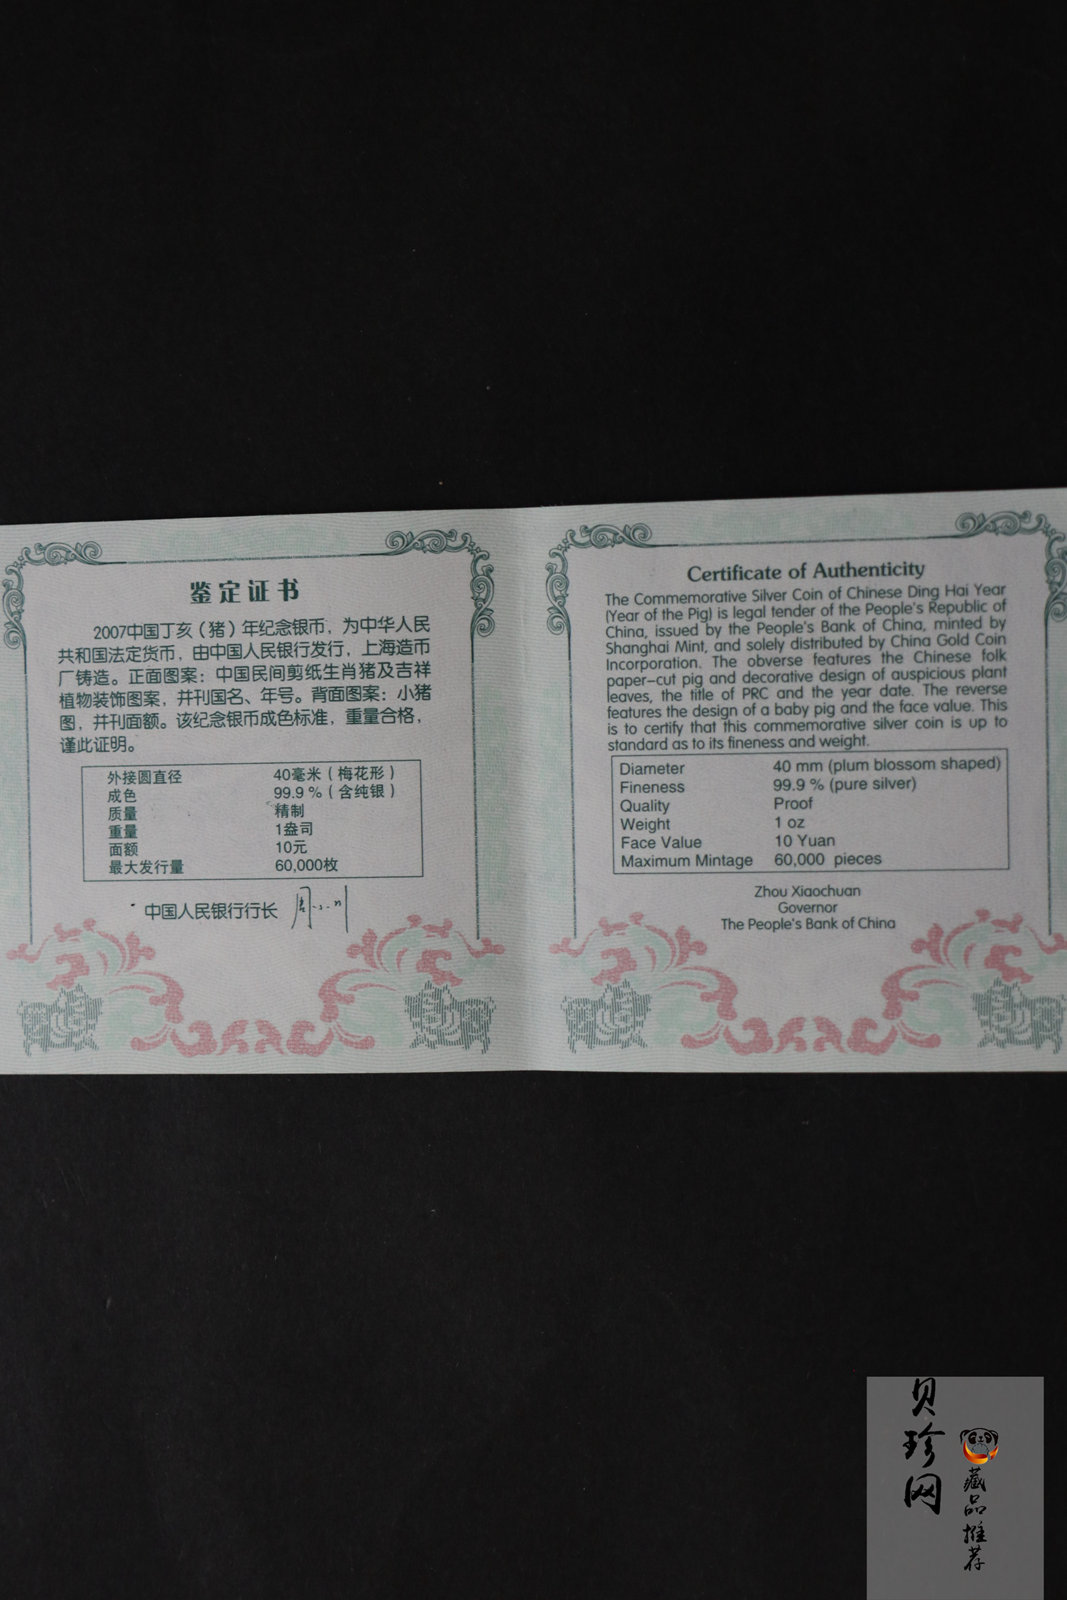 鉴定证书
2007中国丁亥（猪）年纪念银币，为中华人民
共和国法定货币，由中国人民银行发行，上海造币
厂铸造。正面图案：中国民间剪纸生肖猪及吉祥
植物装饰图案，并刊国名、年号。背面图案：小猪
图，并刊面额。该纪念银币成色标准，重量合格，
谨此证明。
外接圆直径 40毫米（梅花形）
成色 99.9%（含纯银）
质量 精制
重量 1盎司
面额 10元
最大发行量 60,000枚
中国人民银行行长 周小川
Certificate of Authenticity
The Commemorative Silver Coin of Chinese Ding Hai Year
(Year of the Pig) is legal tender of the People's Republic of
China, issued by the People's Bank of China, minted by
Shanghai Mint, and solely distributed by China Gold Coin
Incorporation. The obverse features the Chinese folk
paper-cut pig and decorative design of auspicious plant
leaves, the title of PRC and the year date. The reverse
features the design of a baby pig and the face value. This
is to certify that this commemorative silver coin is up to
standard as to its fineness and weight.
Diameter 40 mm (plum blossom shaped)
Fineness 99.9 % (pure silver)
Quality Proof
Weight 1 oz
Face Value 10 Yuan
Maximum Mintage 60,000 pieces
Zhou Xiaochuan
Governor
The People's Bank of China
贝珍网
藏品推荐